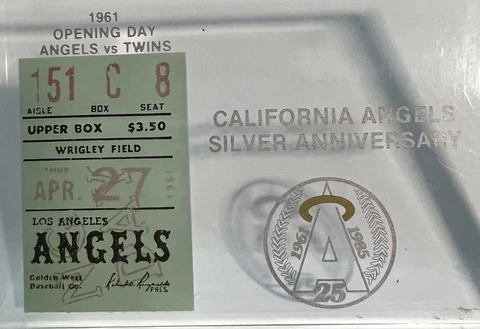 1961
OPENING DAY
ANGELS vs TWINS
151 C 8
AISLE BOX SEAT
UPPER BOX $3.50
WRIGLEY FIELD
APR. 27
1961
LOS ANGELES
ANGELS
Golden West
Baseball Co.
PRES.
CALIFORNIA ANGELS
SILVER ANNIVERSARY
1961 1985
25